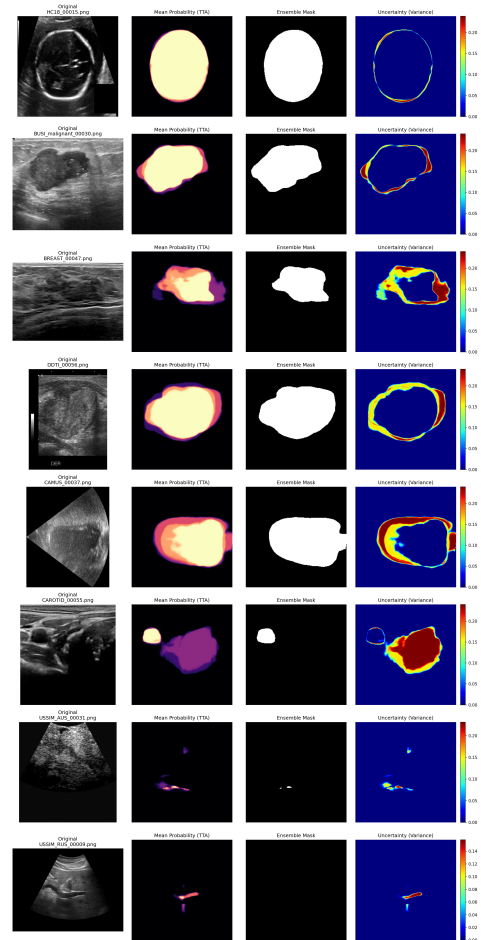 Original
HC18_00015.png
Mean Probability (TTA)
Ensemble Mask
Uncertainty (Variance)
0.20
0.15
0.10
0.05
0.00
Original
BUSI_malignant_00030.png
Mean Probability (TTA)
Ensemble Mask
Uncertainty (Variance)
0.20
0.15
0.10
0.05
0.00
Original
BREAST_00047.png
Mean Probability (TTA)
Ensemble Mask
Uncertainty (Variance)
0.20
0.15
0.10
0.05
0.00
Original
DDTI_00056.png
Mean Probability (TTA)
Ensemble Mask
Uncertainty (Variance)
0.20
0.15
0.10
0.05
0.00
Original
CAMUS_00037.png
Mean Probability (TTA)
Ensemble Mask
Uncertainty (Variance)
0.20
0.15
0.10
0.05
0.00
Original
CAROTID_00055.png
Mean Probability (TTA)
Ensemble Mask
Uncertainty (Variance)
0.20
0.15
0.10
0.05
0.00
Original
USSIM_AUS_00031.png
Mean Probability (TTA)
Ensemble Mask
Uncertainty (Variance)
0.20
0.15
0.10
0.05
0.00
Original
USSIM_RUS_00009.png
Mean Probability (TTA)
Ensemble Mask
Uncertainty (Variance)
0.14
0.12
0.10
0.08
0.06
0.04
0.02